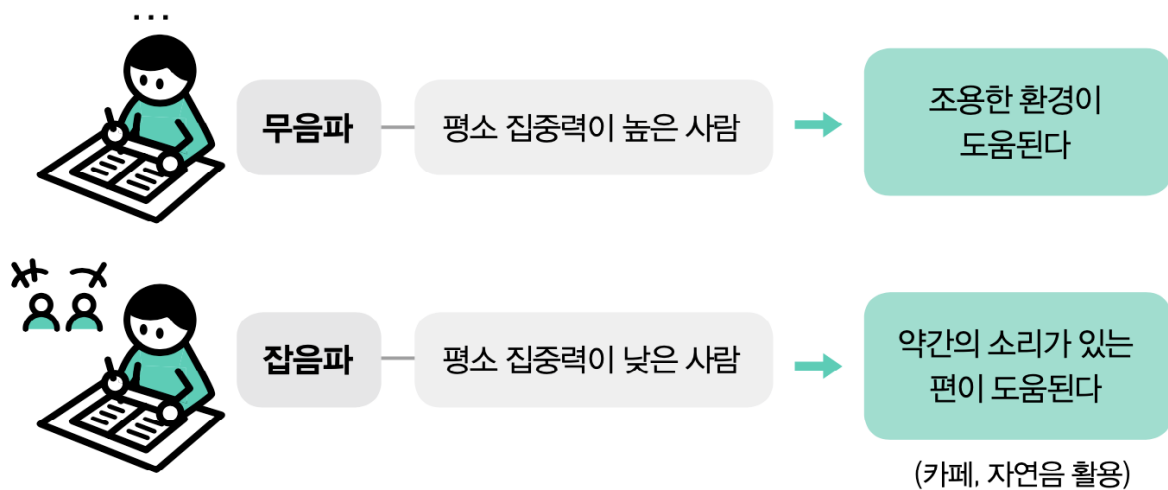 ...
무음파
평소 집중력이 높은 사람
조용한 환경이
도움된다
잡음파
평소 집중력이 낮은 사람
약간의 소리가 있는
편이 도움된다
(카페, 자연음 활용)